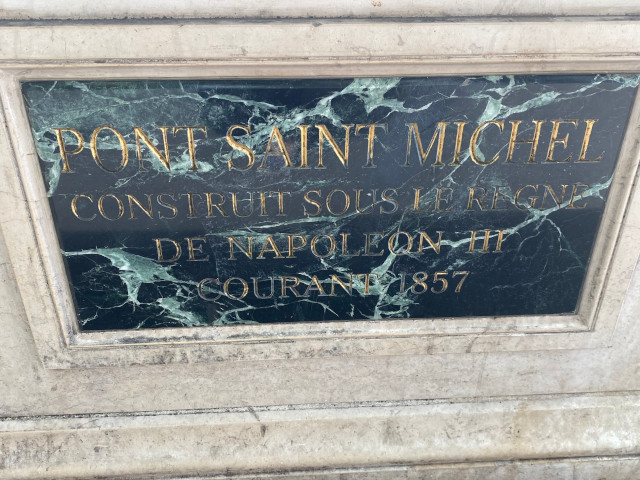 PONT SAINT MICHEL
CONSTRUIT SOUS LE REGNE
DE NAPOLEON III
COURANT 1857